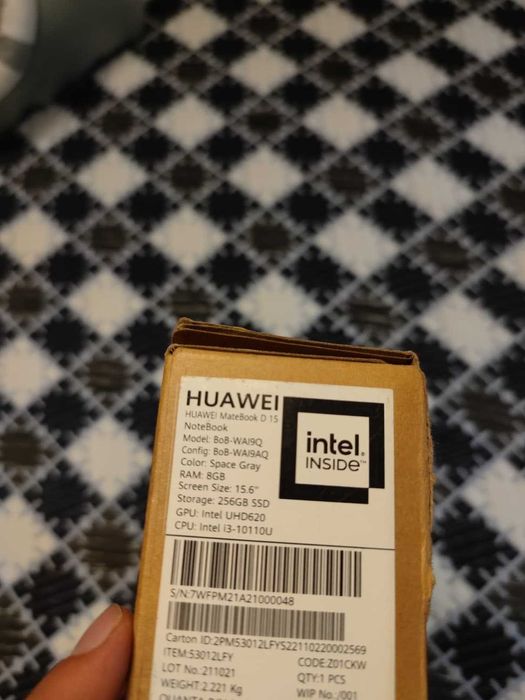 HUAWEI
HUAWEI MateBook D 15
NoteBook
Model: BoB-WAI9Q
Config: BoB-WAI9AQ
Color: Space Gray
RAM: 8GB
Screen Size: 15.6"
Storage: 256GB SSD
GPU: Intel UHD620
CPU: Intel i3-10110U
intel.
INSIDE™
S/N:7WFPM21A21000048
Carton ID:2PM53012LFYS22110220002569
ITEM:53012LFY CODE:Z01CKW
LOT No.:211021 QTY:1 PCS
WEIGHT:2.221 Kg WIP No.:/001